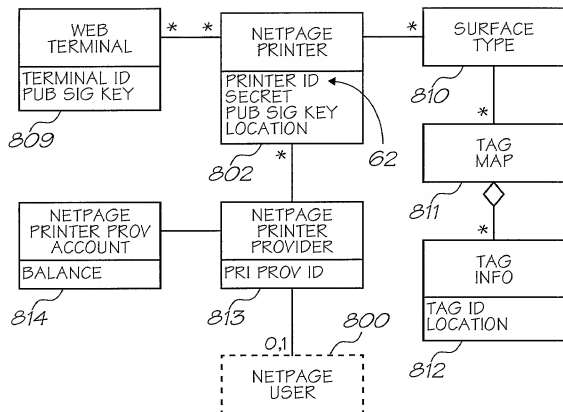 WEB
TERMINAL
TERMINAL ID
PUB SIG KEY
809
*
*
NETPAGE
PRINTER
PRINTER ID
SECRET
PUB SIG KEY
LOCATION
802
62
*
*
SURFACE
TYPE
810
*
TAG
MAP
811
*
TAG
INFO
TAG ID
LOCATION
812
NETPAGE
PRINTER PROV
ACCOUNT
BALANCE
814
NETPAGE
PRINTER
PROVIDER
PRI PROV ID
813
0,1
800
NETPAGE
USER